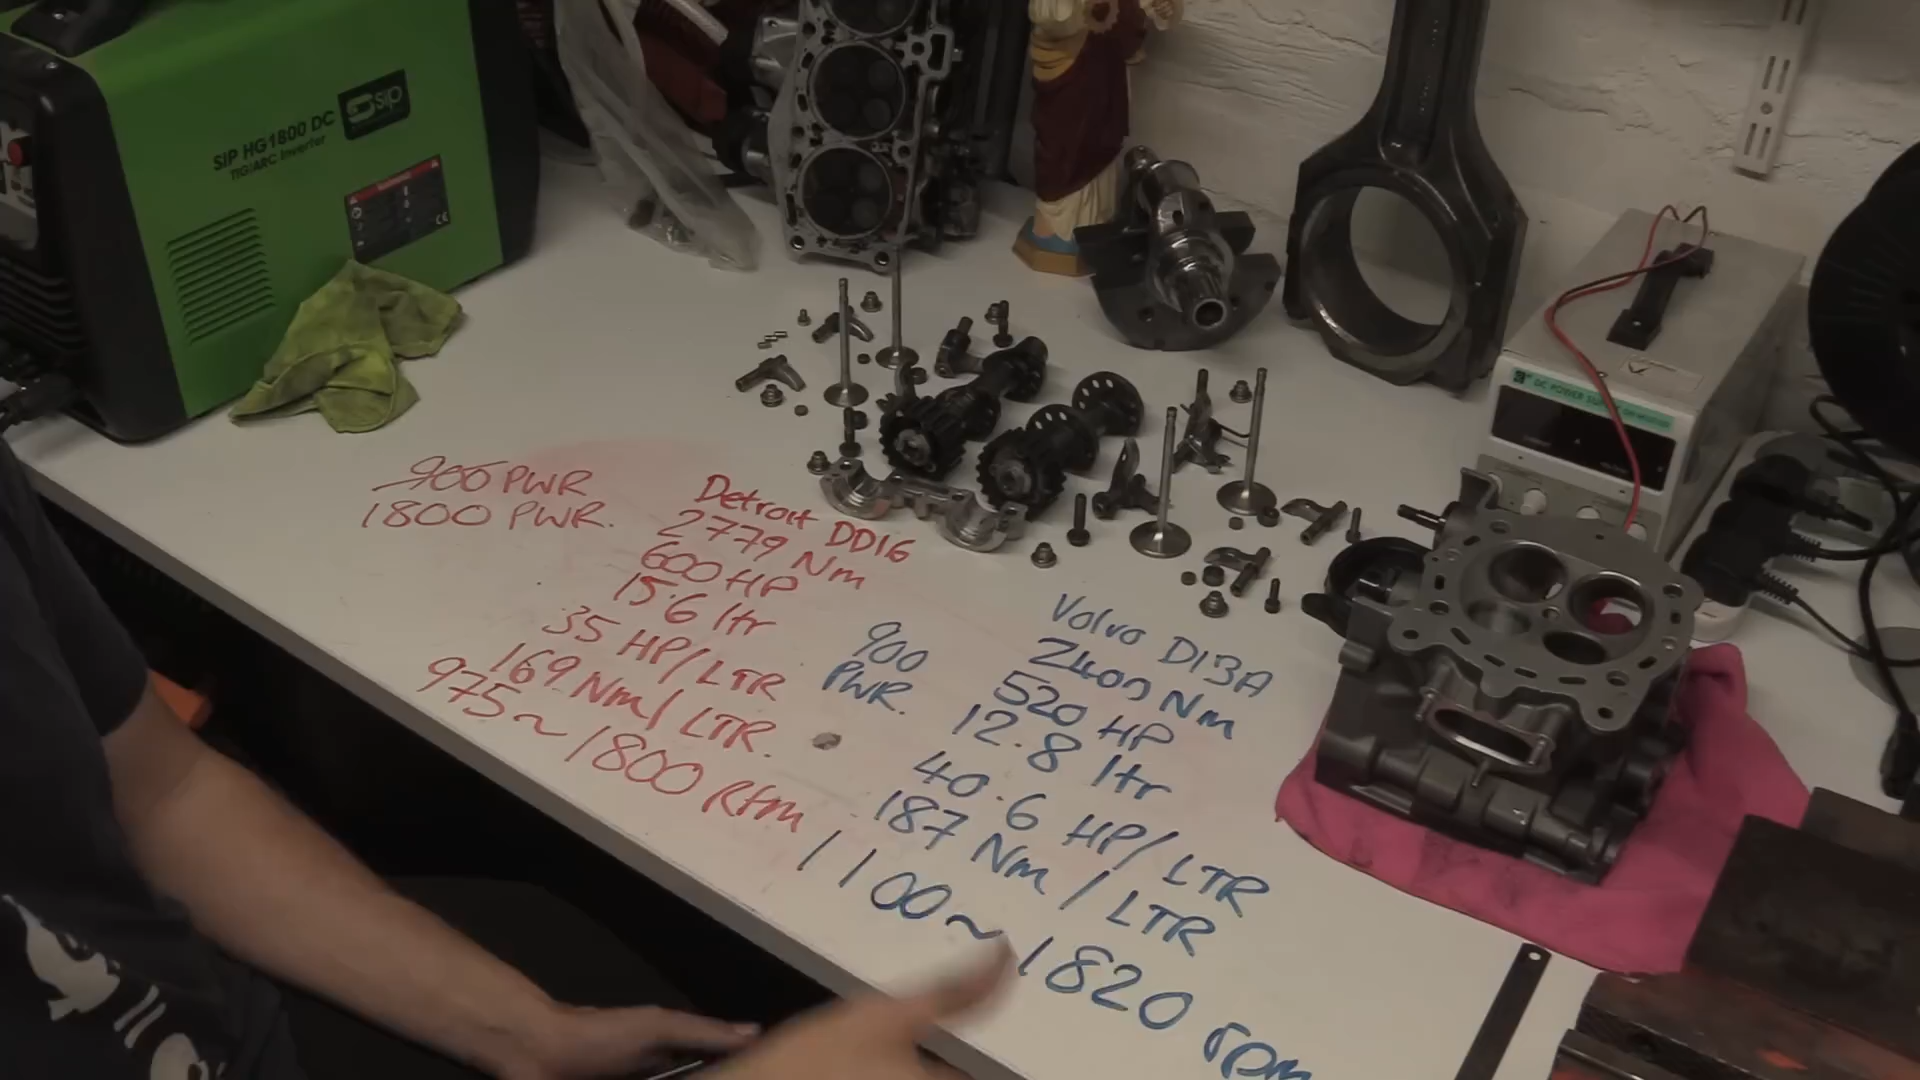 sip
SIP HG1800 DC
TIG/ARC Inverter
CE
DC POWER SUPPLY
900 PWR
1800 PWR.
Detroit DD16
2779 Nm
600 HP
15.6 ltr
35 HP/LTR
169 Nm/LTR.
975~1800 Rpm
900
PWR.
Volvo D13A
2400 Nm
520 HP
12.8 ltr
40.6 HP/LTR
187 Nm/LTR
1100~1820 rpm